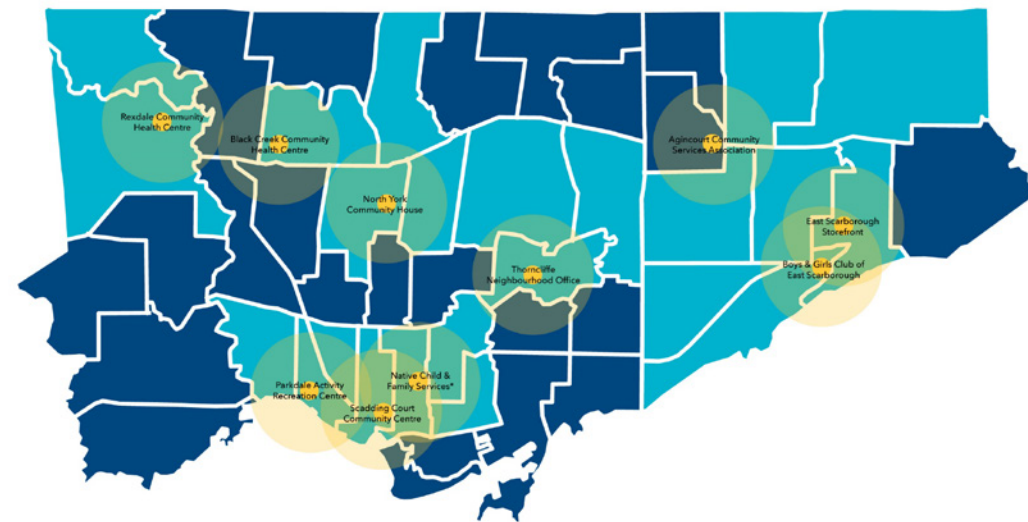 Rexdale Community
Health Centre
Black Creek Community
Health Centre
Agincourt Community
Services Association
North York
Community House
East Scarborough
Storefront
Boys & Girls Club of
East Scarborough
Thorncliffe
Neighbourhood Office
Native Child &
Family Services*
Parkdale Activity
Recreation Centre
Scadding Court
Community Centre